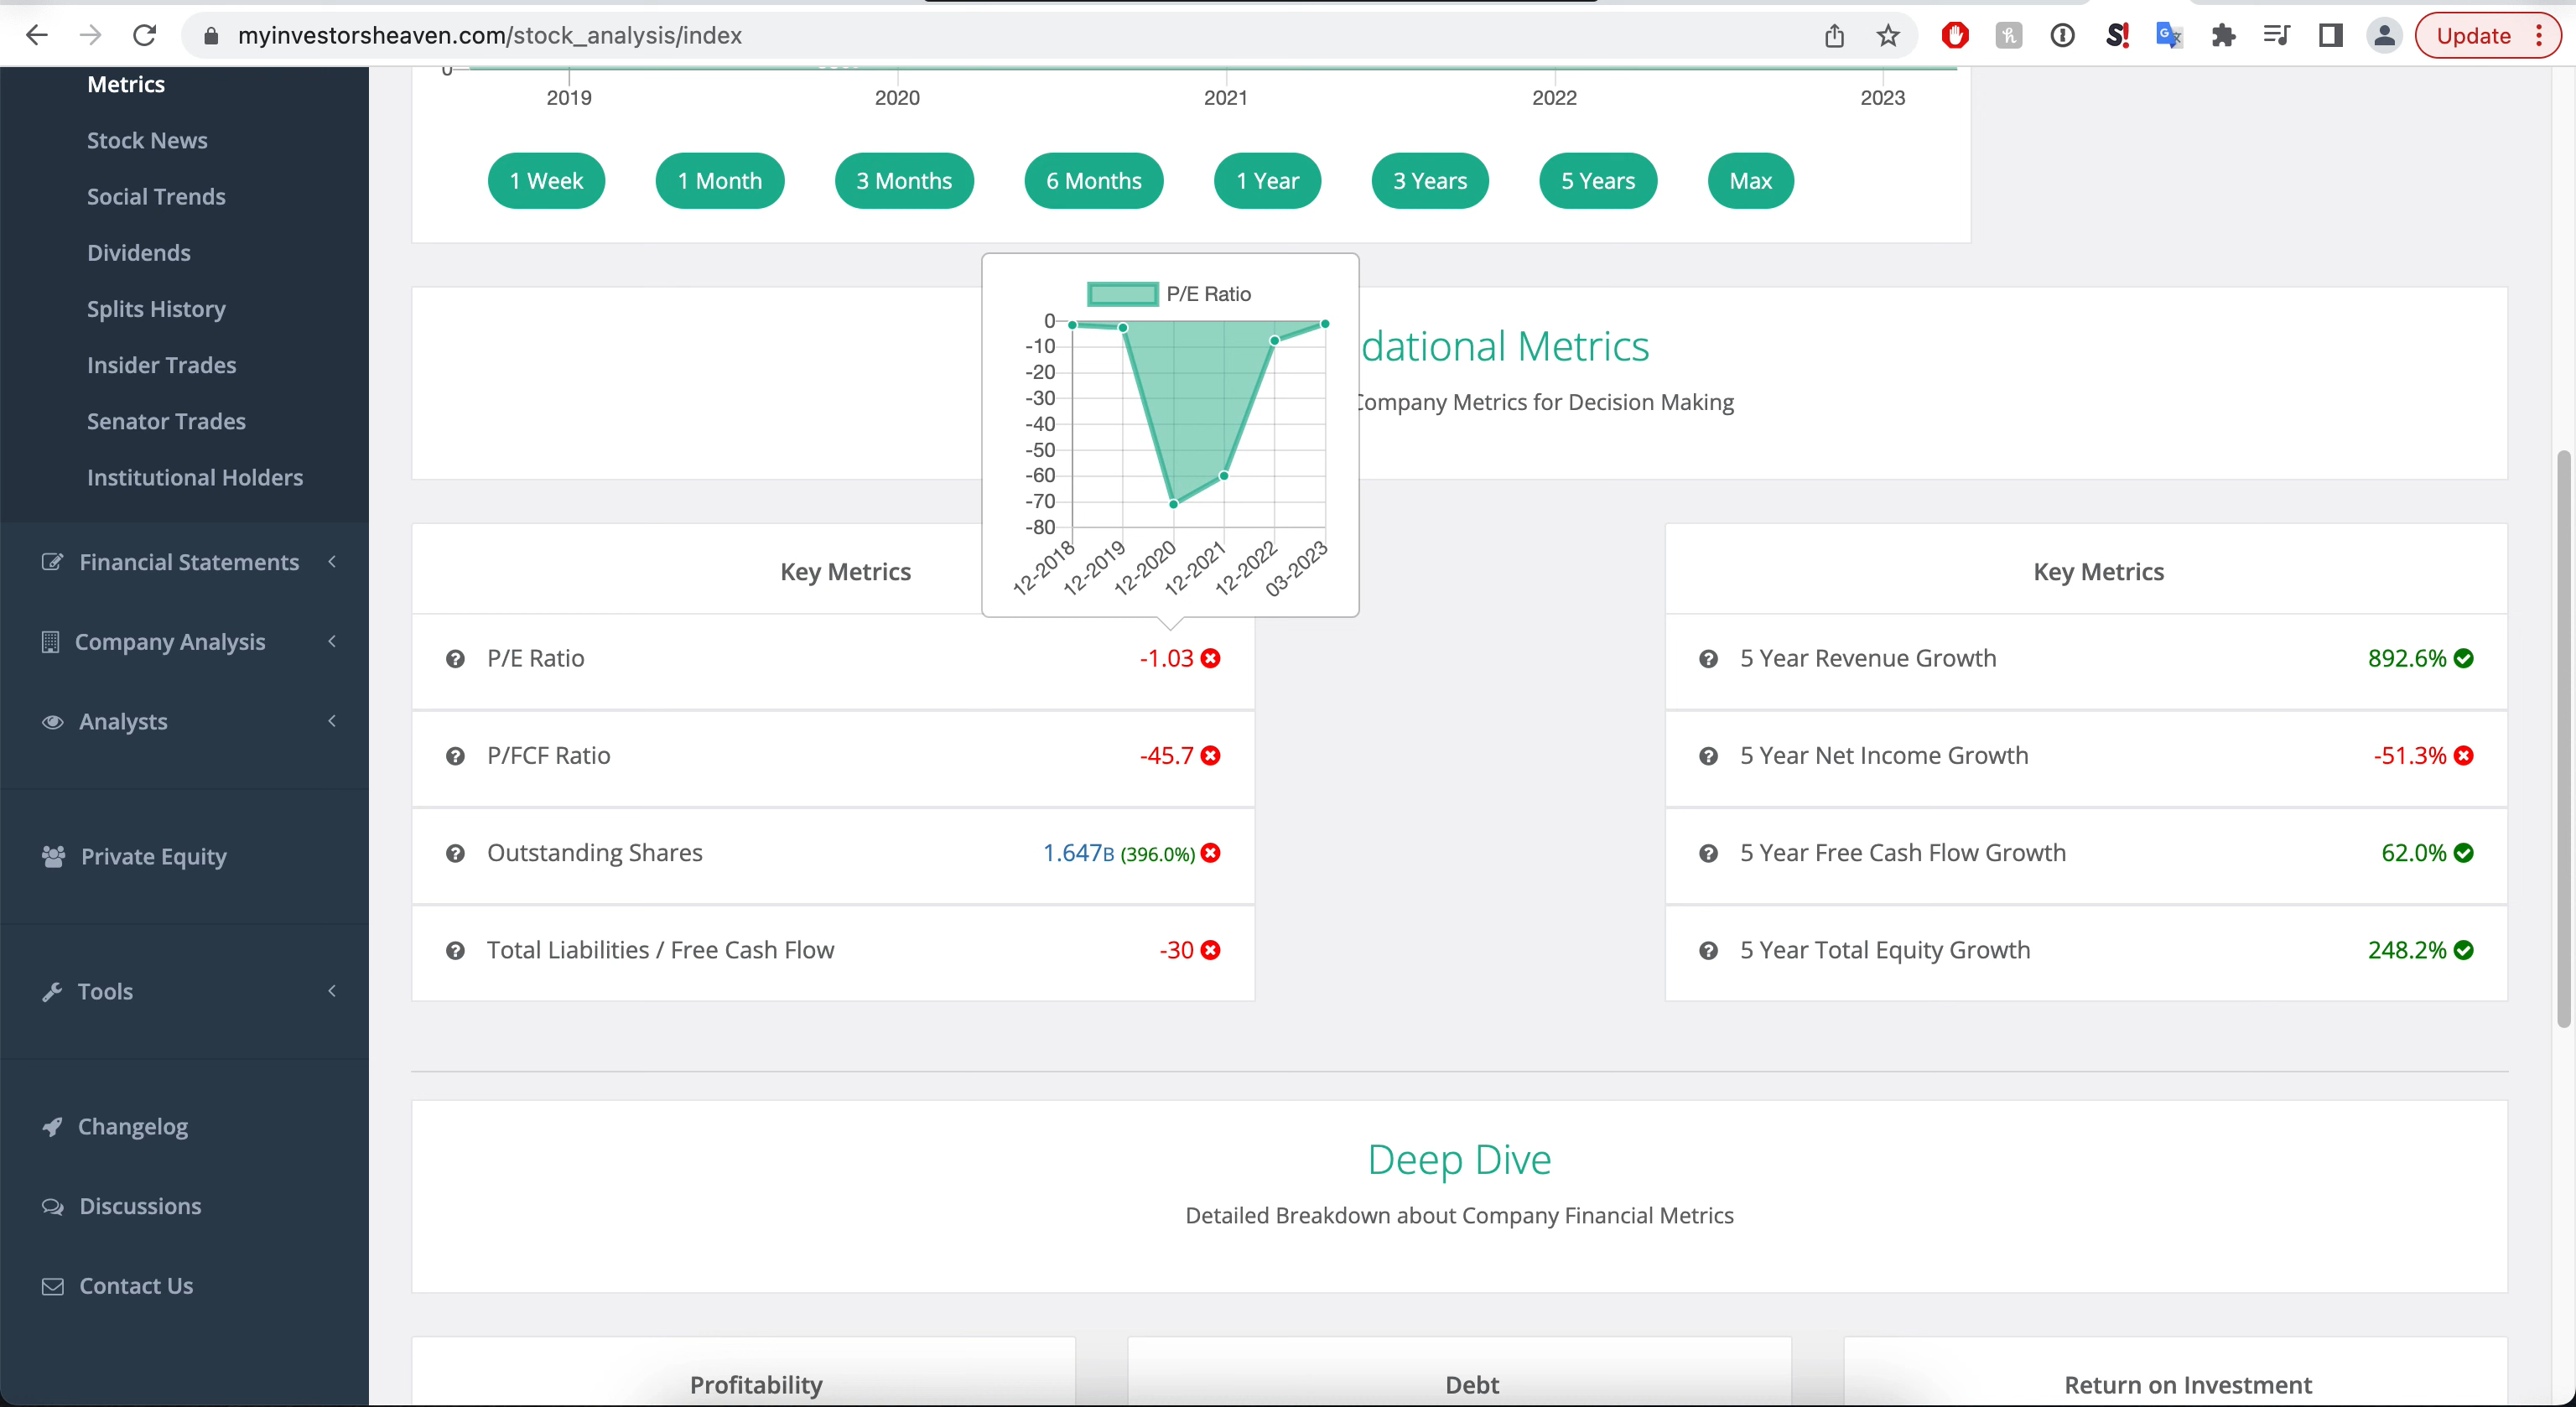 myinvestorsheaven.com/stock_analysis/index
Update
Metrics
Stock News
Social Trends
Dividends
Splits History
Insider Trades
Senator Trades
Institutional Holders
Financial Statements
Company Analysis
Analysts
Private Equity
Tools
Changelog
Discussions
Contact Us
0
2019 2020 2021 2022 2023
1 Week 1 Month 3 Months 6 Months 1 Year 3 Years 5 Years Max
P/E Ratio
0
-10
-20
-30
-40
-50
-60
-70
-80
12-2018 12-2019 12-2020 12-2021 12-2022 03-2023
dational Metrics
Company Metrics for Decision Making
Key Metrics
P/E Ratio -1.03
P/FCF Ratio -45.7
Outstanding Shares 1.647B (396.0%)
Total Liabilities / Free Cash Flow -30
Key Metrics
5 Year Revenue Growth 892.6%
5 Year Net Income Growth -51.3%
5 Year Free Cash Flow Growth 62.0%
5 Year Total Equity Growth 248.2%
Deep Dive
Detailed Breakdown about Company Financial Metrics
Profitability Debt Return on Investment